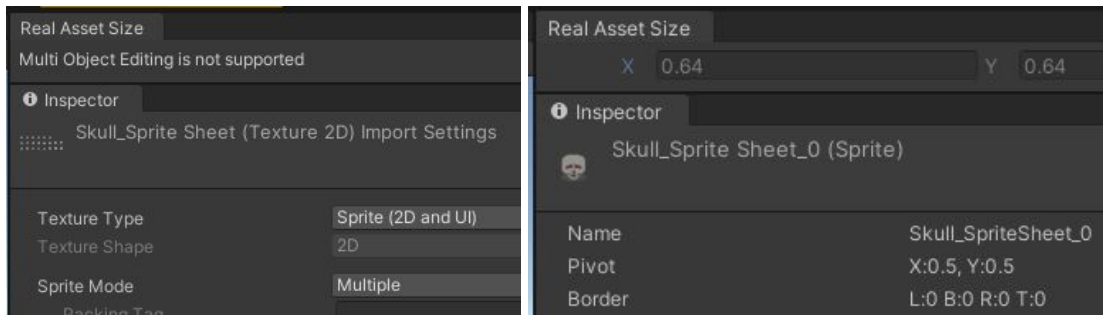 Real Asset Size
Multi Object Editing is not supported
Inspector
Skull_Sprite Sheet (Texture 2D) Import Settings
Texture Type Sprite (2D and UI)
Texture Shape 2D
Sprite Mode Multiple
Packing Tag
Real Asset Size
X 0.64 Y 0.64
Inspector
Skull_Sprite Sheet_0 (Sprite)
Name Skull_SpriteSheet_0
Pivot X:0.5, Y:0.5
Border L:0 B:0 R:0 T:0